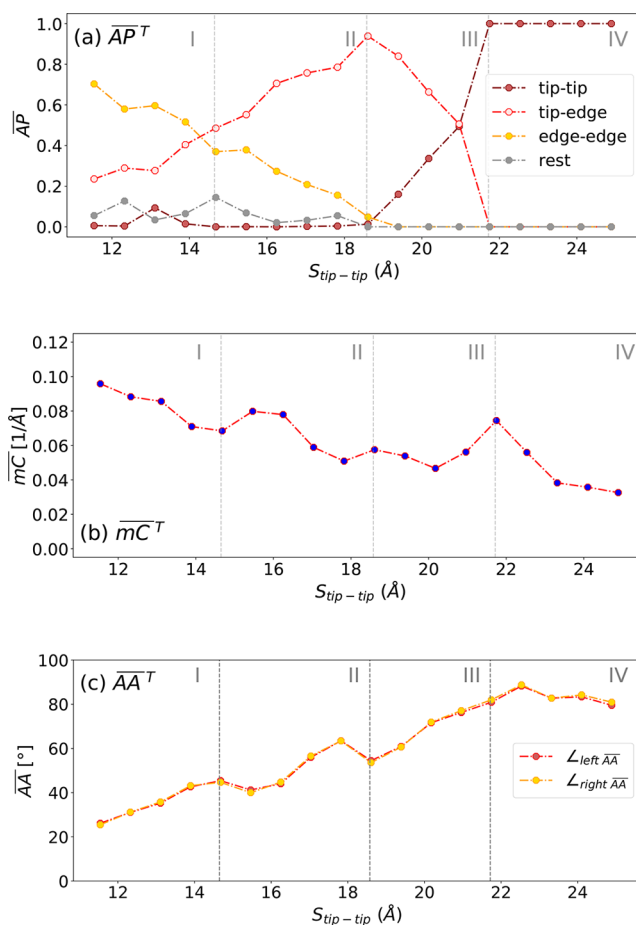 (a) AP̅ᵀ I II III IV
1.0
0.8
0.6
0.4
0.2
0.0
AP̅
tip-tip
tip-edge
edge-edge
rest
12 14 16 18 20 22 24
S_tip−tip (Å)
I II III IV
0.12
0.10
0.08
0.06
0.04
0.02
0.00
mC̅ [1/Å]
(b) mC̅ᵀ
12 14 16 18 20 22 24
S_tip−tip (Å)
(c) AA̅ᵀ I II III IV
100
80
60
40
20
0
AA̅ [°]
∠left AA̅
∠right AA̅
12 14 16 18 20 22 24
S_tip−tip (Å)